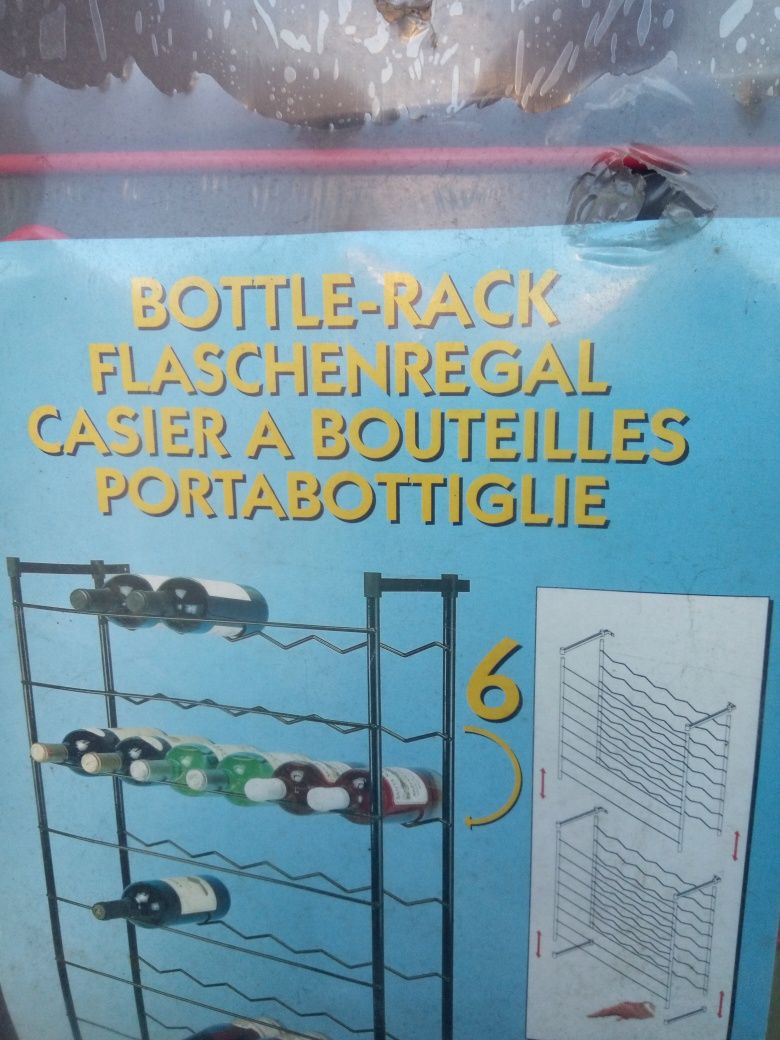 BOTTLE-RACK
FLASCHENREGAL
CASIER A BOUTEILLES
PORTABOTTIGLIE
6